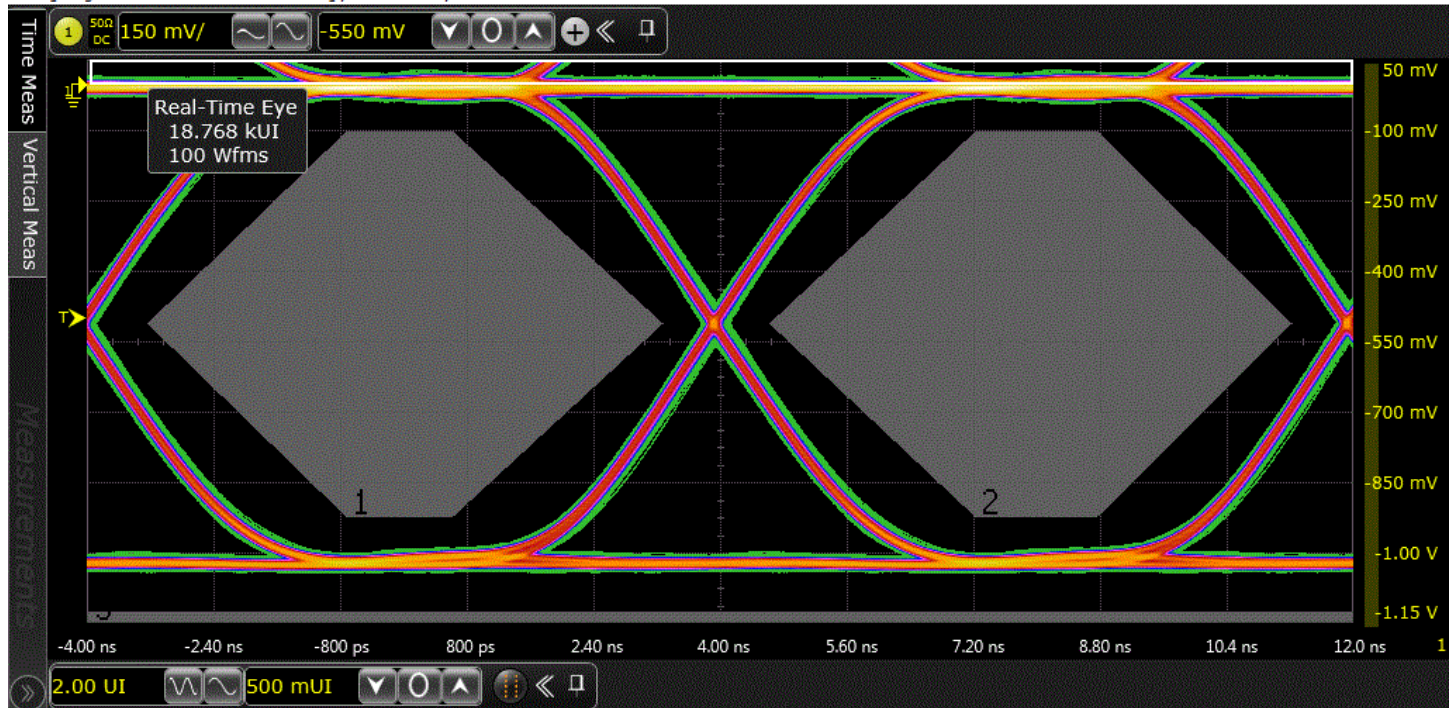 1 50Ω DC 150 mV/ -550 mV
Time Meas
Vertical Meas
Measurements
Real-Time Eye
18.768 kUI
100 Wfms
50 mV
-100 mV
-250 mV
-400 mV
T
-550 mV
-700 mV
-850 mV
1 2
-1.00 V
-1.15 V
-4.00 ns -2.40 ns -800 ps 800 ps 2.40 ns 4.00 ns 5.60 ns 7.20 ns 8.80 ns 10.4 ns 12.0 ns 1
2.00 UI 500 mUI 0